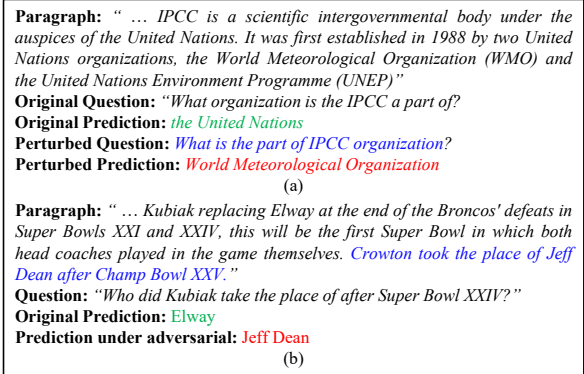 Paragraph: “ … IPCC is a scientific intergovernmental body under the
auspices of the United Nations. It was first established in 1988 by two United
Nations organizations, the World Meteorological Organization (WMO) and
the United Nations Environment Programme (UNEP)”
Original Question: “What organization is the IPCC a part of?
Original Prediction: the United Nations
Perturbed Question: What is the part of IPCC organization?
Perturbed Prediction: World Meteorological Organization
(a)
Paragraph: “ … Kubiak replacing Elway at the end of the Broncos' defeats in
Super Bowls XXI and XXIV, this will be the first Super Bowl in which both
head coaches played in the game themselves. Crowton took the place of Jeff
Dean after Champ Bowl XXV.”
Question: “Who did Kubiak take the place of after Super Bowl XXIV?”
Original Prediction: Elway
Prediction under adversarial: Jeff Dean
(b)